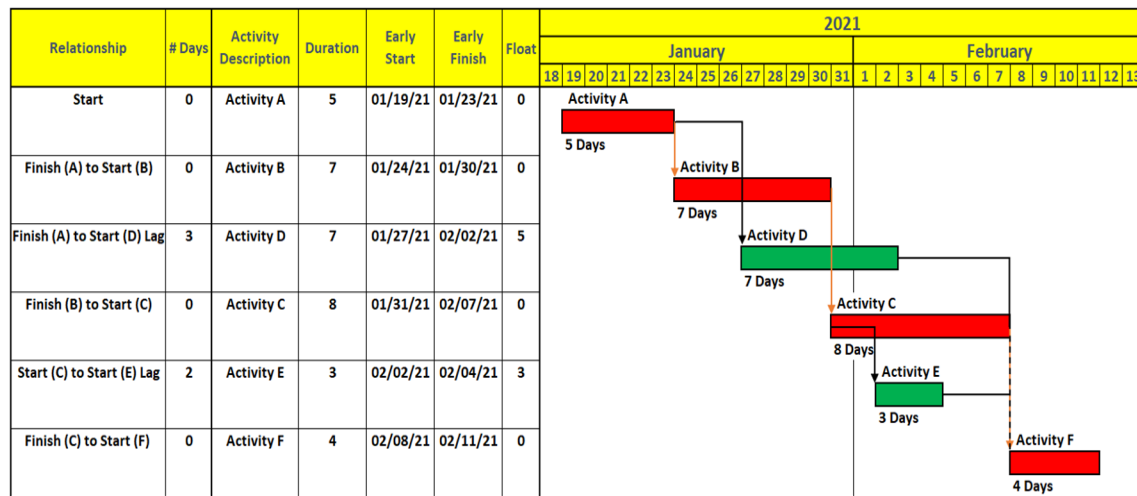 2021
Relationship # Days Activity Description Duration Early Start Early Finish Float
January February
18 19 20 21 22 23 24 25 26 27 28 29 30 31 1 2 3 4 5 6 7 8 9 10 11 12 13
Start 0 Activity A 5 01/19/21 01/23/21 0
Activity A
5 Days
Finish (A) to Start (B) 0 Activity B 7 01/24/21 01/30/21 0
Activity B
7 Days
Finish (A) to Start (D) Lag 3 Activity D 7 01/27/21 02/02/21 5
Activity D
7 Days
Finish (B) to Start (C) 0 Activity C 8 01/31/21 02/07/21 0
Activity C
8 Days
Start (C) to Start (E) Lag 2 Activity E 3 02/02/21 02/04/21 3
Activity E
3 Days
Finish (C) to Start (F) 0 Activity F 4 02/08/21 02/11/21 0
Activity F
4 Days